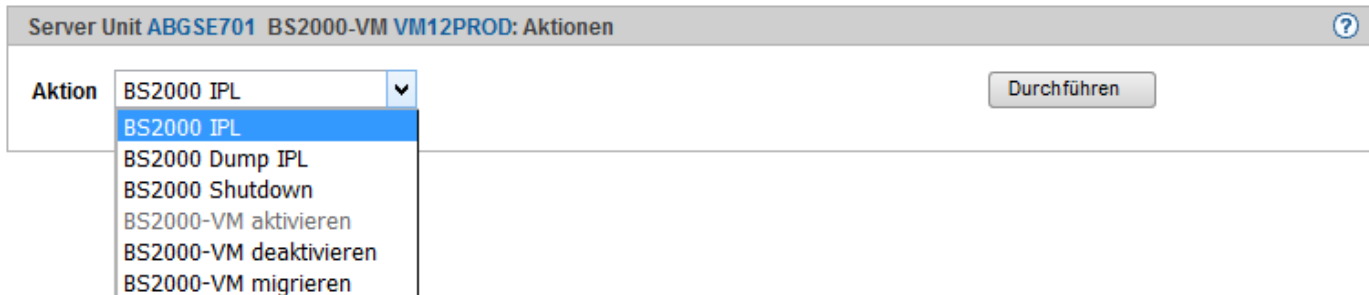 Server Unit ABGSE701 BS2000-VM VM12PROD: Aktionen ?
Aktion BS2000 IPL Durchführen
BS2000 IPL
BS2000 Dump IPL
BS2000 Shutdown
BS2000-VM aktivieren
BS2000-VM deaktivieren
BS2000-VM migrieren